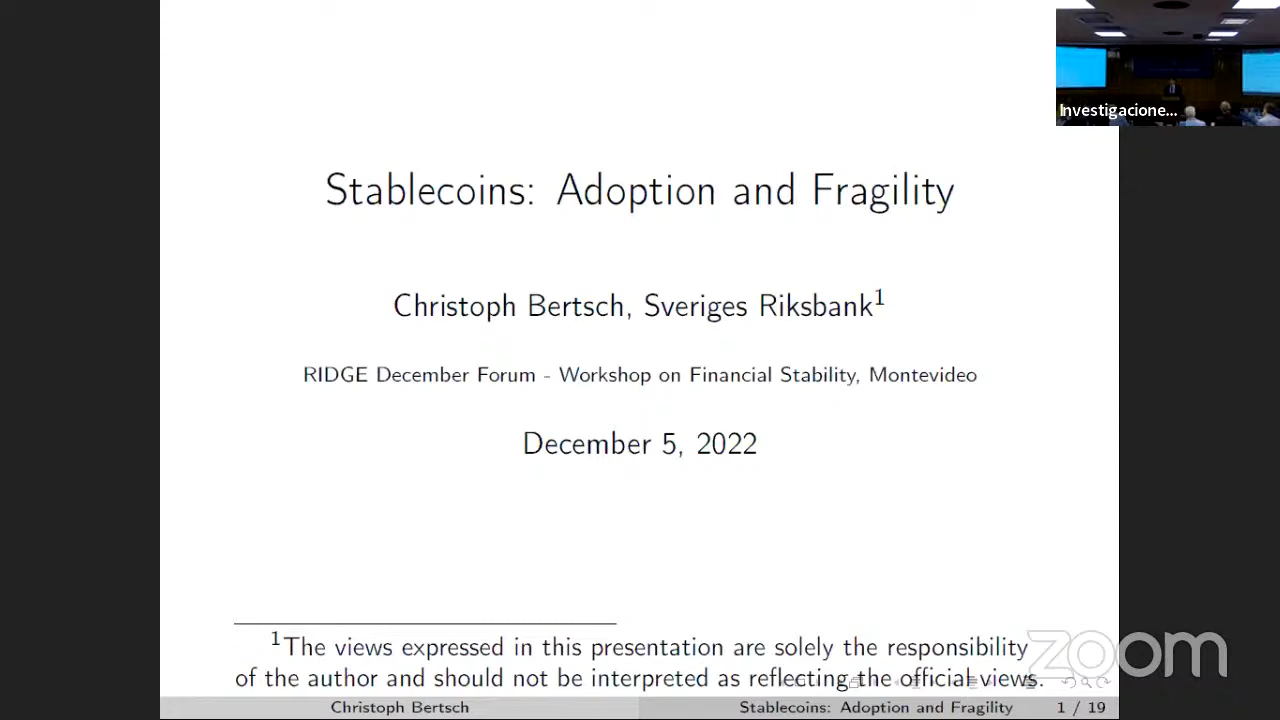 Investigacione...
Stablecoins: Adoption and Fragility
Christoph Bertsch, Sveriges Riksbank¹
RIDGE December Forum - Workshop on Financial Stability, Montevideo
December 5, 2022
¹The views expressed in this presentation are solely the responsibility
of the author and should not be interpreted as reflecting the official views.
zoom
Christoph Bertsch
Stablecoins: Adoption and Fragility
1 / 19